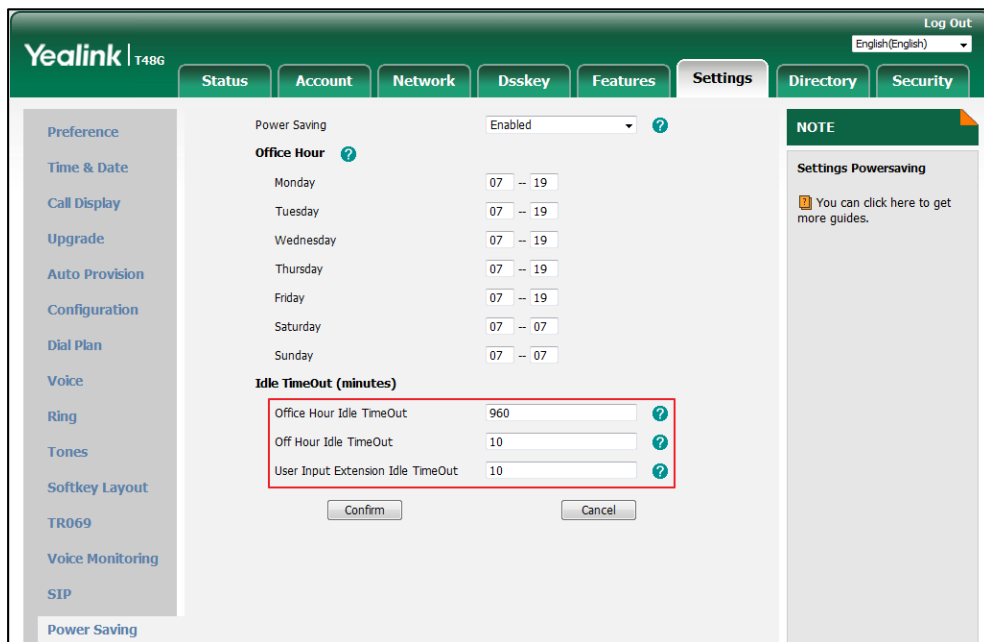 Log Out
Yealink T48G
English(English)
Status Account Network Dsskey Features Settings Directory Security
Preference
Time & Date
Call Display
Upgrade
Auto Provision
Configuration
Dial Plan
Voice
Ring
Tones
Softkey Layout
TR069
Voice Monitoring
SIP
Power Saving
Power Saving Enabled ?
Office Hour ?
Monday 07 -- 19
Tuesday 07 -- 19
Wednesday 07 -- 19
Thursday 07 -- 19
Friday 07 -- 19
Saturday 07 -- 07
Sunday 07 -- 07
Idle TimeOut (minutes)
Office Hour Idle TimeOut 960 ?
Off Hour Idle TimeOut 10 ?
User Input Extension Idle TimeOut 10 ?
Confirm Cancel
NOTE
Settings Powersaving
? You can click here to get
more guides.